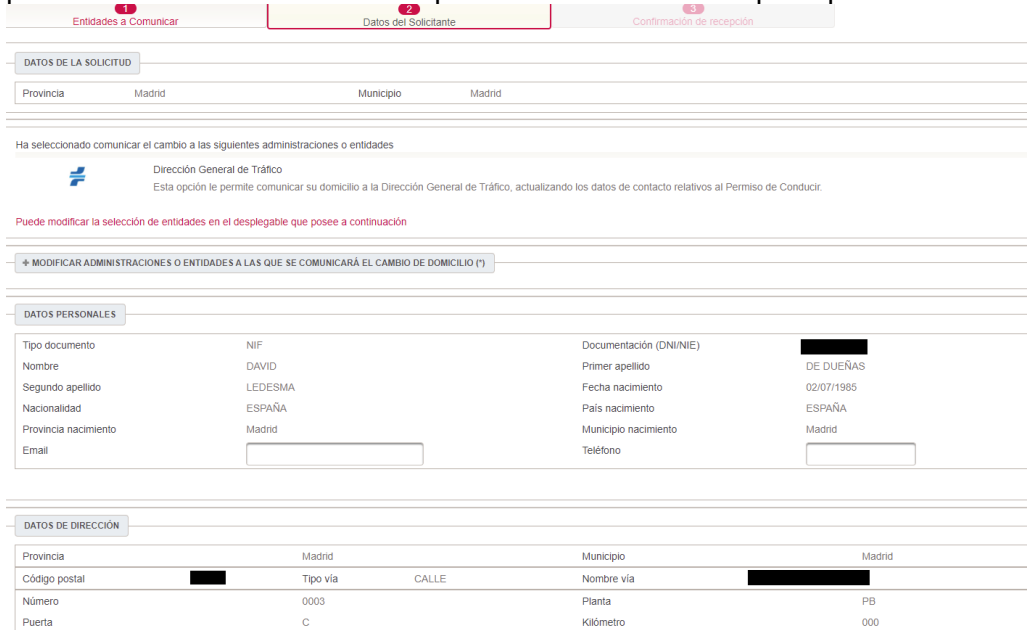 1 2 3
Entidades a Comunicar Datos del Solicitante Confirmación de recepción
DATOS DE LA SOLICITUD
Provincia Madrid Municipio Madrid
Ha seleccionado comunicar el cambio a las siguientes administraciones o entidades
Dirección General de Tráfico
Esta opción le permite comunicar su domicilio a la Dirección General de Tráfico, actualizando los datos de contacto relativos al Permiso de Conducir.
Puede modificar la selección de entidades en el desplegable que posee a continuación
+ MODIFICAR ADMINISTRACIONES O ENTIDADES A LAS QUE SE COMUNICARÁ EL CAMBIO DE DOMICILIO (*)
DATOS PERSONALES
Tipo documento NIF Documentación (DNI/NIE)
Nombre DAVID Primer apellido DE DUEÑAS
Segundo apellido LEDESMA Fecha nacimiento 02/07/1985
Nacionalidad ESPAÑA País nacimiento ESPAÑA
Provincia nacimiento Madrid Municipio nacimiento Madrid
Email Teléfono
DATOS DE DIRECCIÓN
Provincia Madrid Municipio Madrid
Código postal Tipo vía CALLE Nombre vía
Número 0003 Planta PB
Puerta C Kilómetro 000